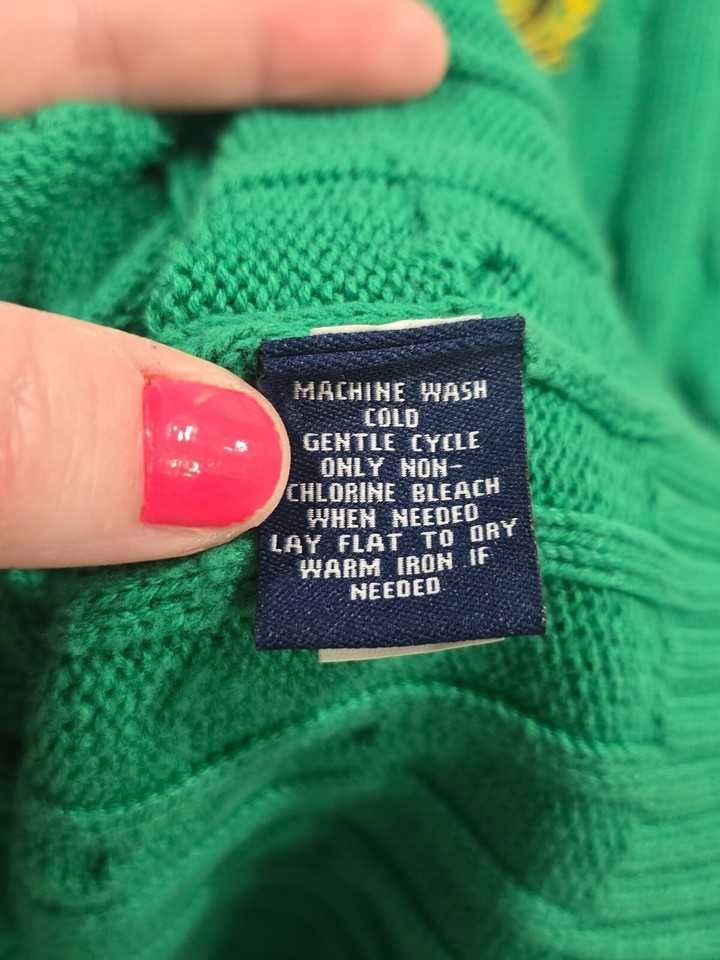 MACHINE WASH
COLD
GENTLE CYCLE
ONLY NON-
CHLORINE BLEACH
WHEN NEEDED
LAY FLAT TO DRY
WARM IRON IF
NEEDED